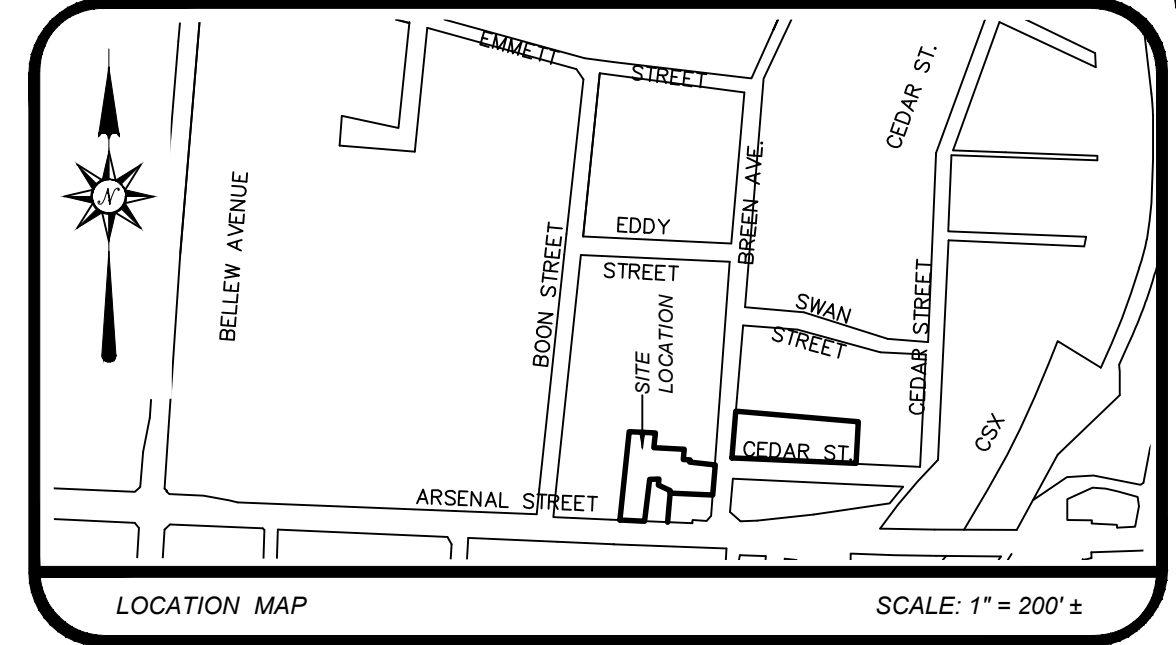 EMMETT
STREET
CEDAR ST.
N
BELLEW AVENUE
BREEN AVE.
EDDY
STREET
BOON STREET
SITE
LOCATION
SWAN
STREET
CEDAR STREET
CSX
CEDAR ST.
ARSENAL STREET
LOCATION MAP
SCALE: 1" = 200' ±